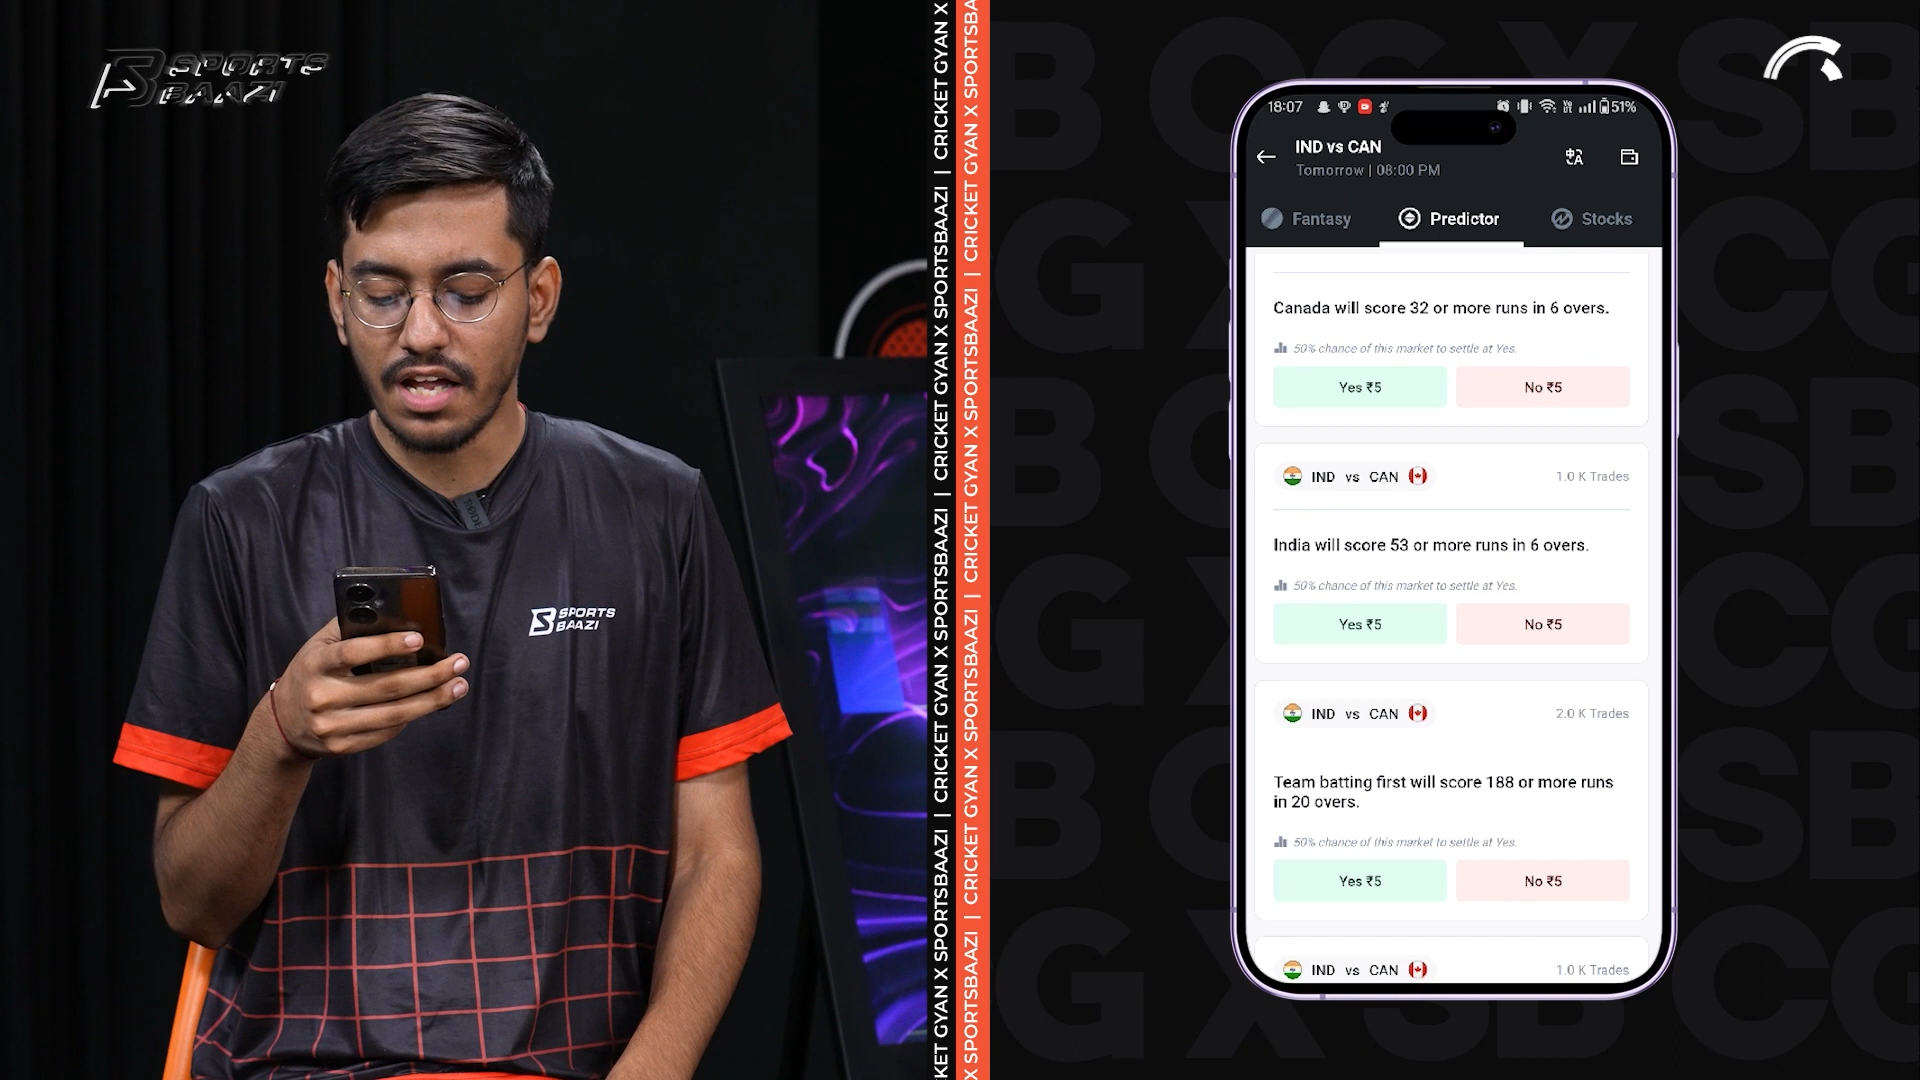 SPORTS
BAAZI
SPORTS
BAAZI
CRICKET GYAN X SPORTSBAAZI | CRICKET GYAN X SPORTSBAAZI | CRICKET GYAN X SPORTSBAAZI | CRICKET GYAN X
X SPORTSBAAZI | CRICKET GYAN X SPORTSBAAZI | CRICKET GYAN X SPORTSBAAZI | CRICKET GYAN X SPORTSBAAZI
18:07
51%
IND vs CAN
Tomorrow | 08:00 PM
Fantasy
Predictor
Stocks
Canada will score 32 or more runs in 6 overs.
50% chance of this market to settle at Yes.
Yes ₹5
No ₹5
IND vs CAN
1.0 K Trades
India will score 53 or more runs in 6 overs.
50% chance of this market to settle at Yes.
Yes ₹5
No ₹5
IND vs CAN
2.0 K Trades
Team batting first will score 188 or more runs
in 20 overs.
50% chance of this market to settle at Yes.
Yes ₹5
No ₹5
IND vs CAN
1.0 K Trades